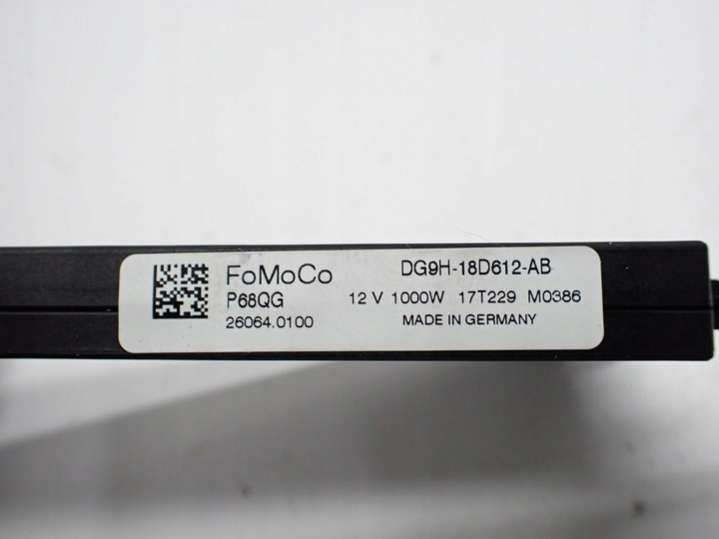 FoMoCo
P68QG
26064.0100
DG9H-18D612-AB
12 V 1000W 17T229 M0386
MADE IN GERMANY